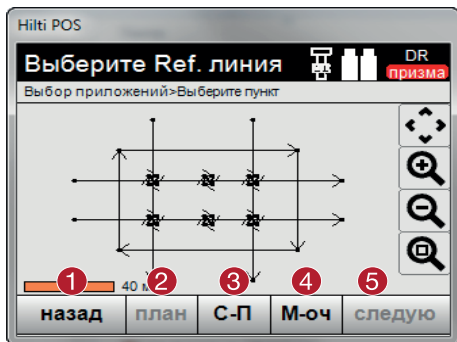 Hilti POS
Выберите Ref. линия
DR
призма
Выбор приложений>Выберите пункт
1 2 3 4 5
40 м
назад план С-П М-оч следую